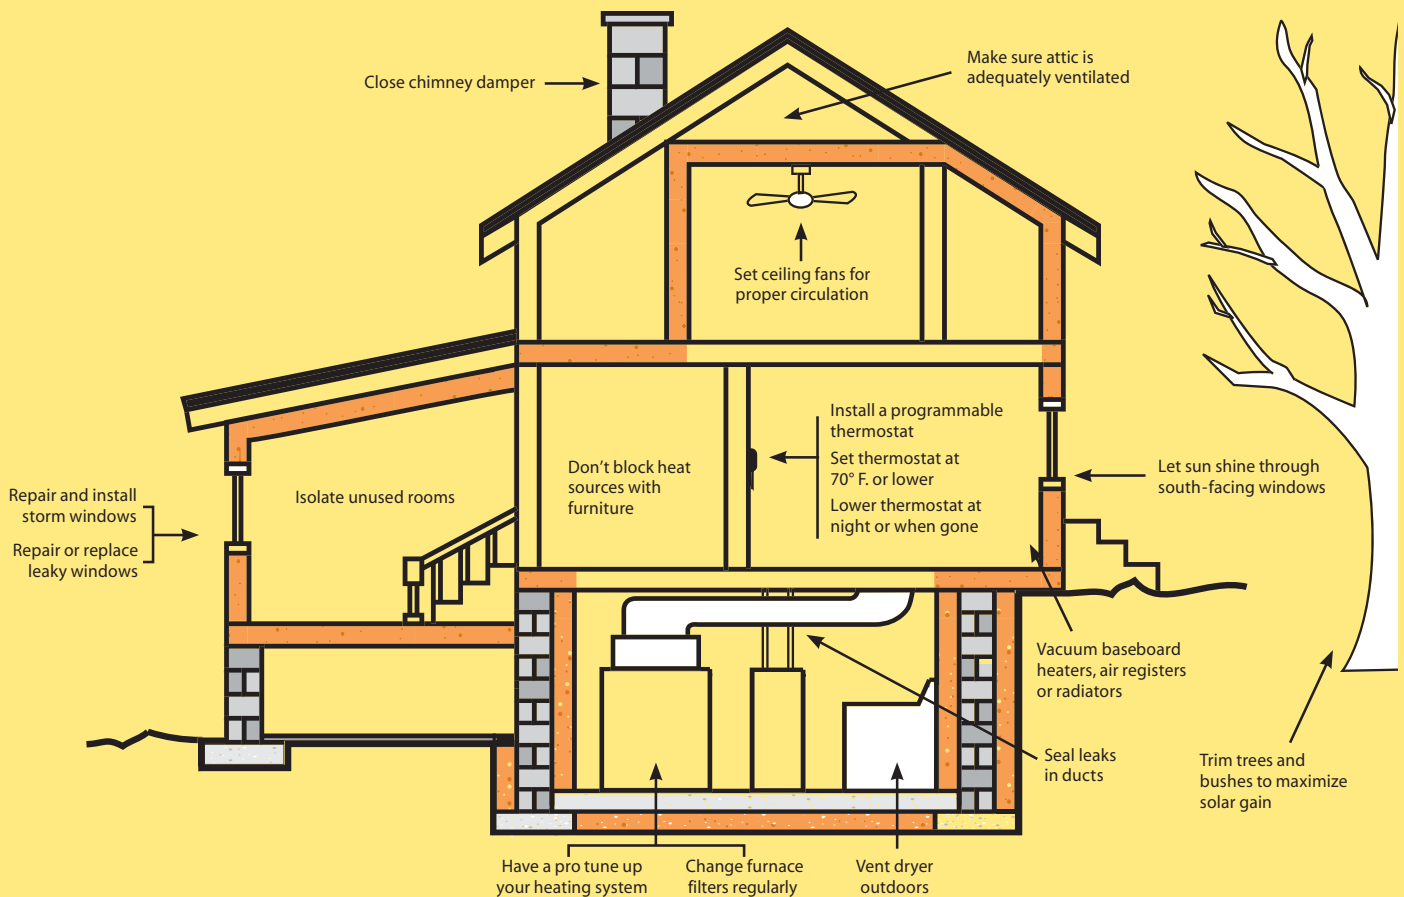 Close chimney damper
Make sure attic is
adequately ventilated
Set ceiling fans for
proper circulation
Install a programmable
thermostat
Set thermostat at
70° F. or lower
Lower thermostat at
night or when gone
Don’t block heat
sources with
furniture
Let sun shine through
south-facing windows
Isolate unused rooms
Repair and install
storm windows
Repair or replace
leaky windows
Vacuum baseboard
heaters, air registers
or radiators
Seal leaks
in ducts
Trim trees and
bushes to maximize
solar gain
Have a pro tune up
your heating system
Change furnace
filters regularly
Vent dryer
outdoors